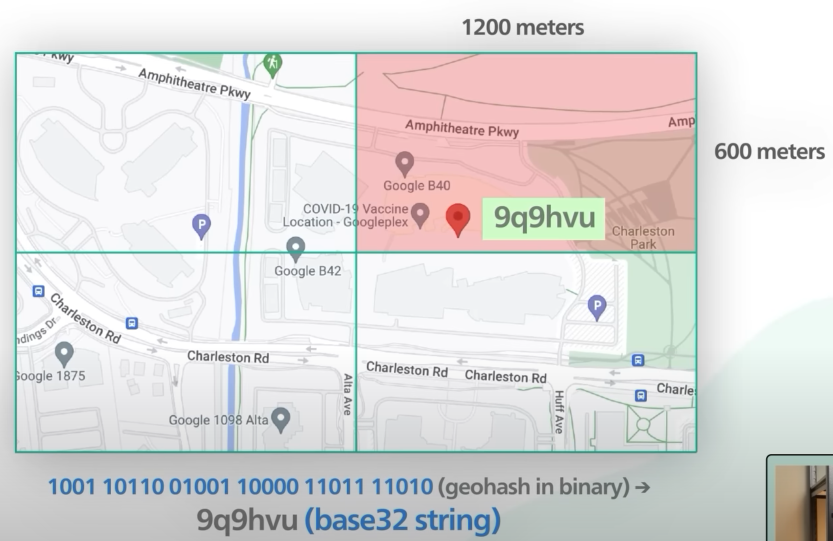 1200 meters
Kwy
Amphitheatre Pkwy
Amphitheatre Pkwy
Amp
600 meters
Google B40
COVID-19 Vaccine
Location - Googleplex
9q9hvu
Charleston
Park
P
Google B42
P
Charleston Rd
ndings Dr
Charleston Rd
Google 1875
Charleston Rd
Charleston Rd
Charle
Alta Ave
Huff Ave
Google 1098 Alta
1001 10110 01001 10000 11011 11010 (geohash in binary) →
9q9hvu (base32 string)